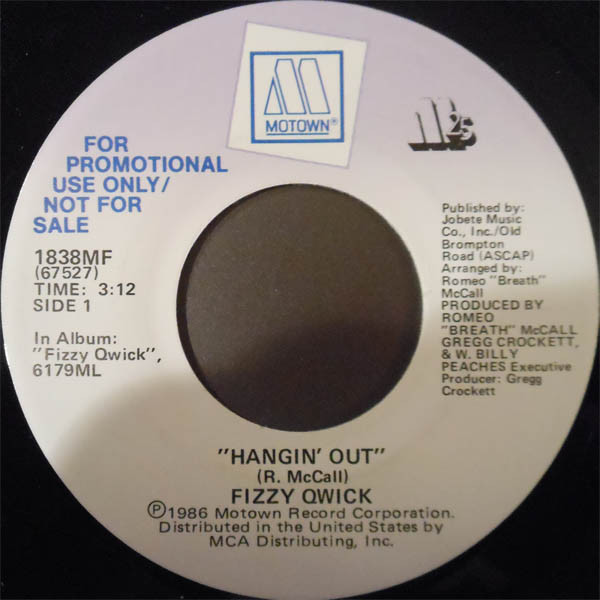 MOTOWN®
M25
FOR
PROMOTIONAL
USE ONLY/
NOT FOR
SALE
1838MF
(67527)
TIME: 3:12
SIDE 1
In Album:
"Fizzy Qwick",
6179ML
Published by:
Jobete Music
Co., Inc./Old
Brompton
Road (ASCAP)
Arranged by:
Romeo "Breath"
McCall
PRODUCED BY
ROMEO
"BREATH" McCALL
GREGG CROCKETT,
& W. BILLY
PEACHES Executive
Producer: Gregg
Crockett
"HANGIN' OUT"
(R. McCall)
FIZZY QWICK
Ⓟ1986 Motown Record Corporation.
Distributed in the United States by
MCA Distributing, Inc.